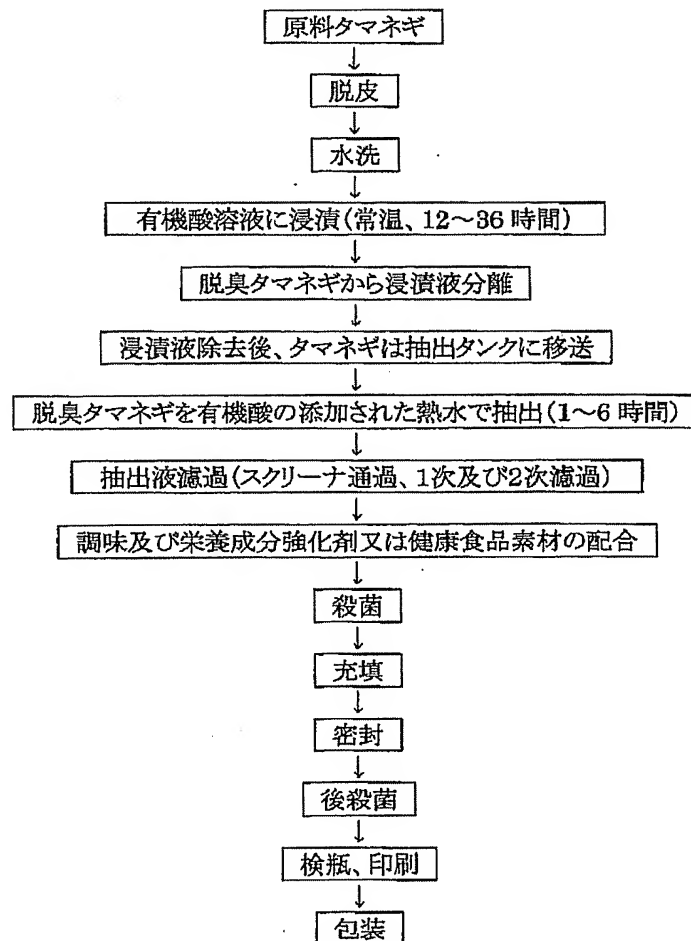 原料タマネギ
↓
脱皮
↓
水洗
↓
有機酸溶液に浸漬(常温、12～36時間)
↓
脱臭タマネギから浸漬液分離
↓
浸漬液除去後、タマネギは抽出タンクに移送
↓
脱臭タマネギを有機酸の添加された熱水で抽出(1～6時間)
↓
抽出液濾過(スクリーナ通過、1次及び2次濾過)
↓
調味及び栄養成分強化剤又は健康食品素材の配合
↓
殺菌
↓
充填
↓
密封
↓
後殺菌
↓
検瓶、印刷
↓
包装